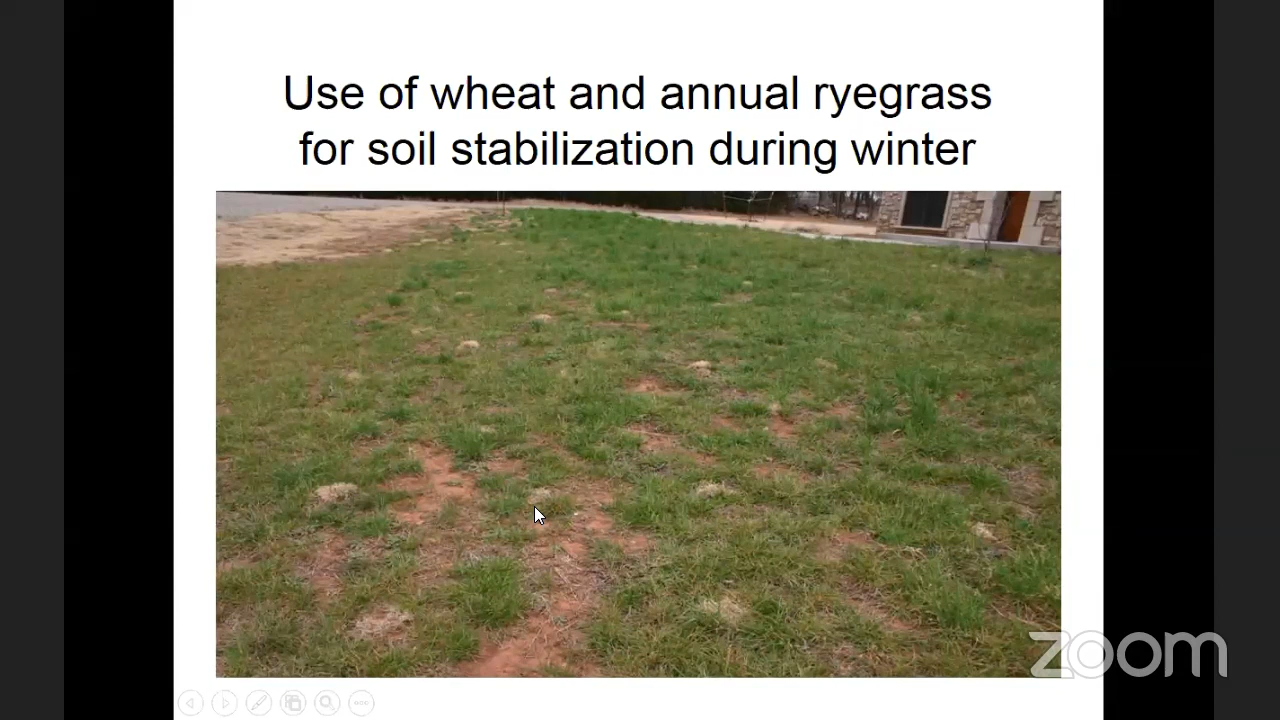 Use of wheat and annual ryegrass
for soil stabilization during winter
zoom